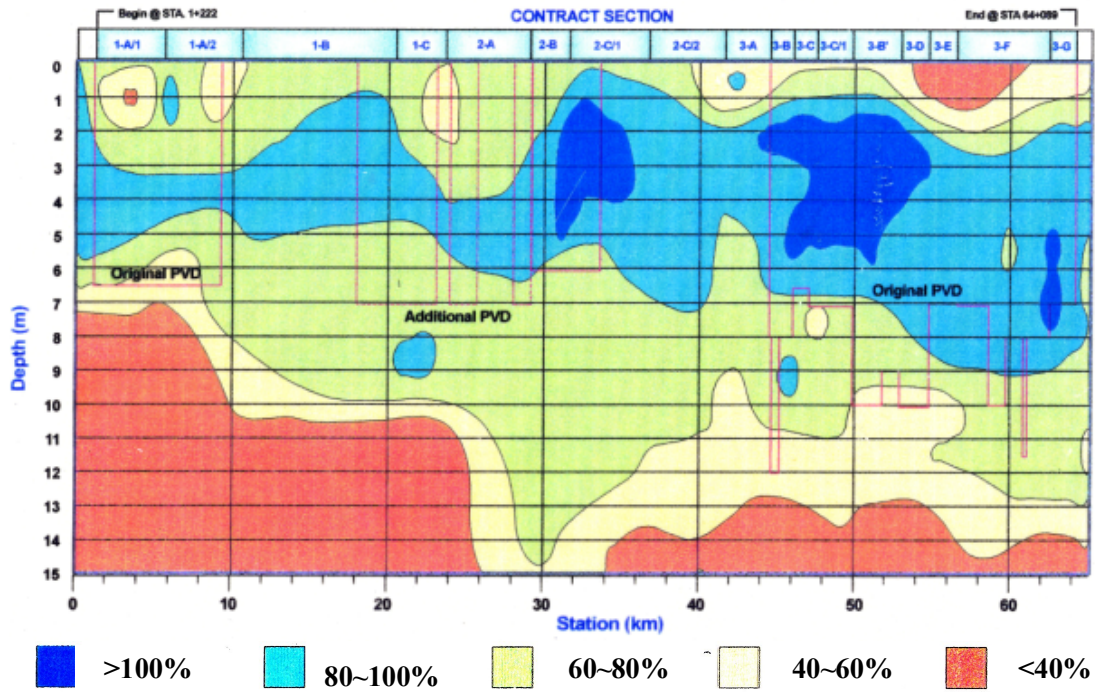 Begin @ STA. 1+222 CONTRACT SECTION End @ STA 64+089
1-A/1 1-A/2 1-B 1-C 2-A 2-B 2-C/1 2-C/2 3-A 3-B 3-C 3-C/1 3-B' 3-D 3-E 3-F 3-G
0
1
2
3
4
5
6
Original PVD
7
Original PVD
Additional PVD
8
9
10
11
12
13
14
15
Depth (m)
0 10 20 30 40 50 60
Station (km)
>100% 80~100% 60~80% 40~60% <40%